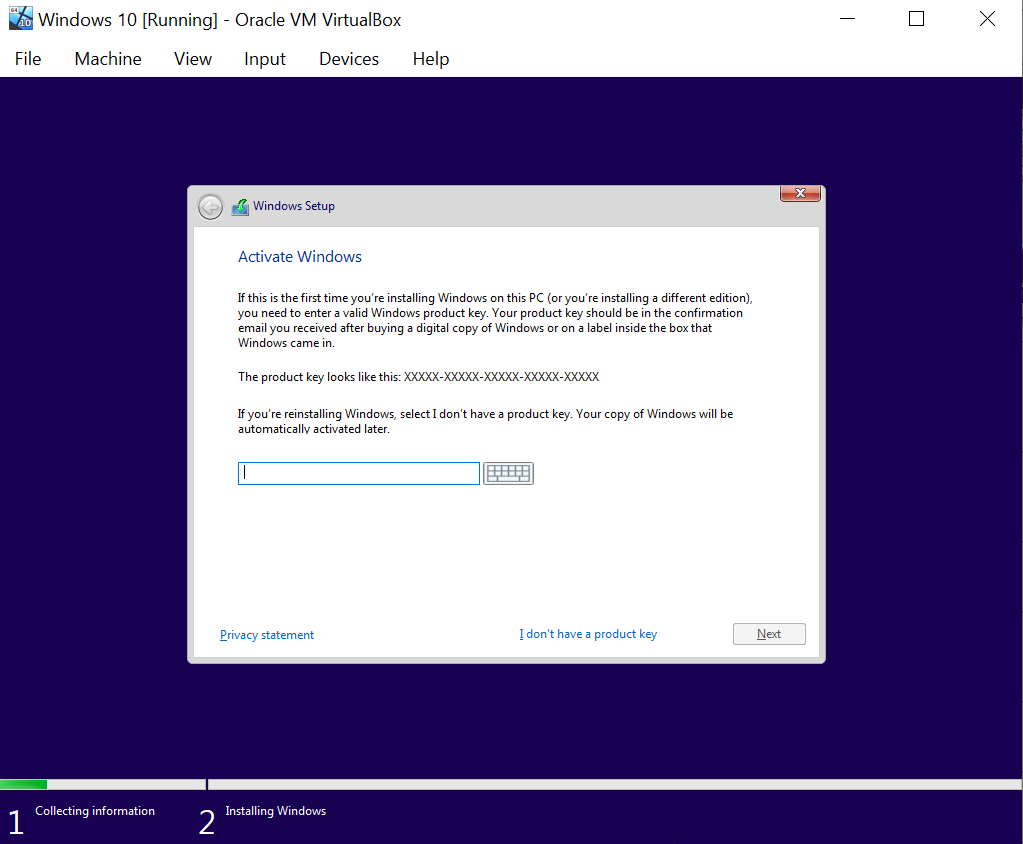 Windows 10 [Running] - Oracle VM VirtualBox
File Machine View Input Devices Help
Windows Setup
Activate Windows
If this is the first time you're installing Windows on this PC (or you're installing a different edition),
you need to enter a valid Windows product key. Your product key should be in the confirmation
email you received after buying a digital copy of Windows or on a label inside the box that
Windows came in.
The product key looks like this: XXXXX-XXXXX-XXXXX-XXXXX-XXXXX
If you're reinstalling Windows, select I don't have a product key. Your copy of Windows will be
automatically activated later.
Privacy statement
I don't have a product key
Next
1 Collecting information
2 Installing Windows